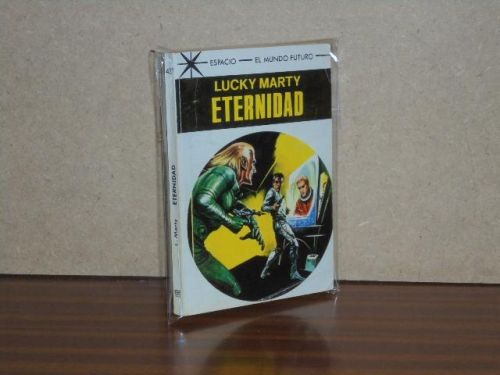 ESPACIO — EL MUNDO FUTURO
LUCKY MARTY
ETERNIDAD
L. Marty ETERNIDAD